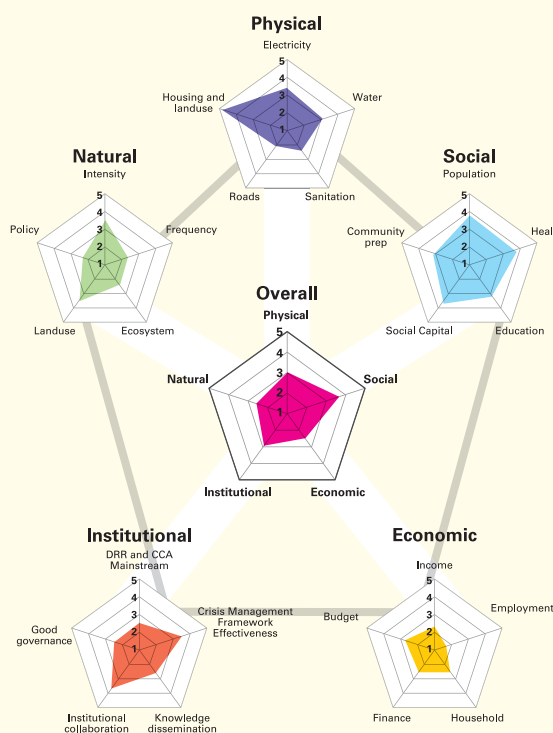 Physical
Electricity
Housing and
landuse
Water
Roads
Sanitation
5
4
3
2
1
Natural
Intensity
Policy
Frequency
Landuse
Ecosystem
5
4
3
2
1
Social
Population
Community
prep
Heal
Social Capital
Education
5
4
3
2
1
Overall
Physical
Natural
Social
Institutional
Economic
5
4
3
2
1
Institutional
DRR and CCA
Mainstream
Good
governance
Crisis Management
Framework
Effectiveness
Institutional
collaboration
Knowledge
dissemination
5
4
3
2
1
Economic
Income
Budget
Employment
Finance
Household
5
4
3
2
1